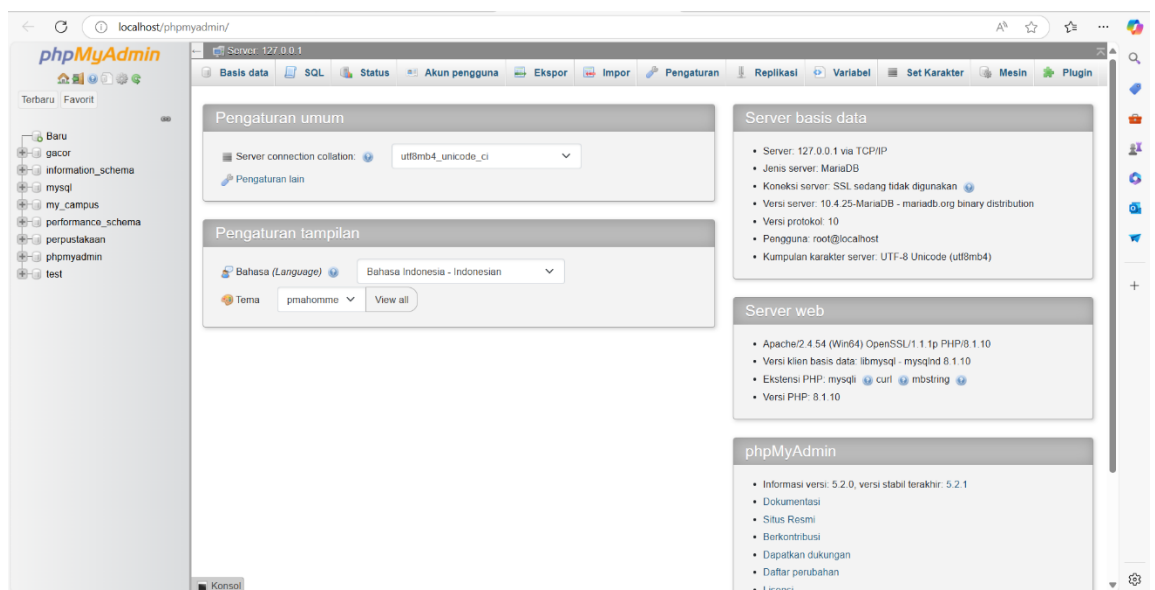 localhost/phpmyadmin/
phpMyAdmin
Terbaru Favorit
Baru
gacor
information_schema
mysql
my_campus
performance_schema
perpustakaan
phpmyadmin
test
Server: 127.0.0.1
Basis data SQL Status Akun pengguna Ekspor Impor Pengaturan Replikasi Variabel Set Karakter Mesin Plugin
Pengaturan umum
Server connection collation: utf8mb4_unicode_ci
Pengaturan lain
Pengaturan tampilan
Bahasa (Language) Bahasa Indonesia - Indonesian
Tema pmahomme View all
Server basis data
• Server: 127.0.0.1 via TCP/IP
• Jenis server: MariaDB
• Koneksi server: SSL sedang tidak digunakan
• Versi server: 10.4.25-MariaDB - mariadb.org binary distribution
• Versi protokol: 10
• Pengguna: root@localhost
• Kumpulan karakter server: UTF-8 Unicode (utf8mb4)
Server web
• Apache/2.4.54 (Win64) OpenSSL/1.1.1p PHP/8.1.10
• Versi klien basis data: libmysql - mysqlnd 8.1.10
• Ekstensi PHP: mysqli curl mbstring
• Versi PHP: 8.1.10
phpMyAdmin
• Informasi versi: 5.2.0, versi stabil terakhir: 5.2.1
• Dokumentasi
• Situs Resmi
• Berkontribusi
• Dapatkan dukungan
• Daftar perubahan
• Lisensi
Konsol